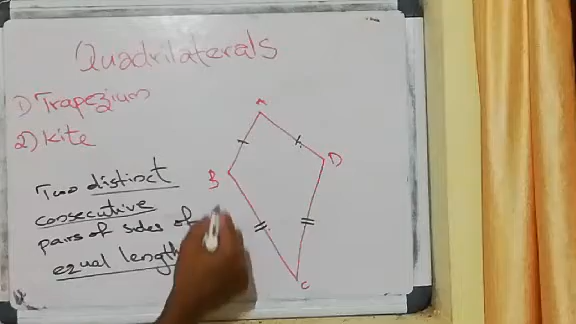 Quadrilaterals
1) Trapezium
2) Kite
A
B
D
C
Two distinct
consecutive
pairs of sides of
equal length